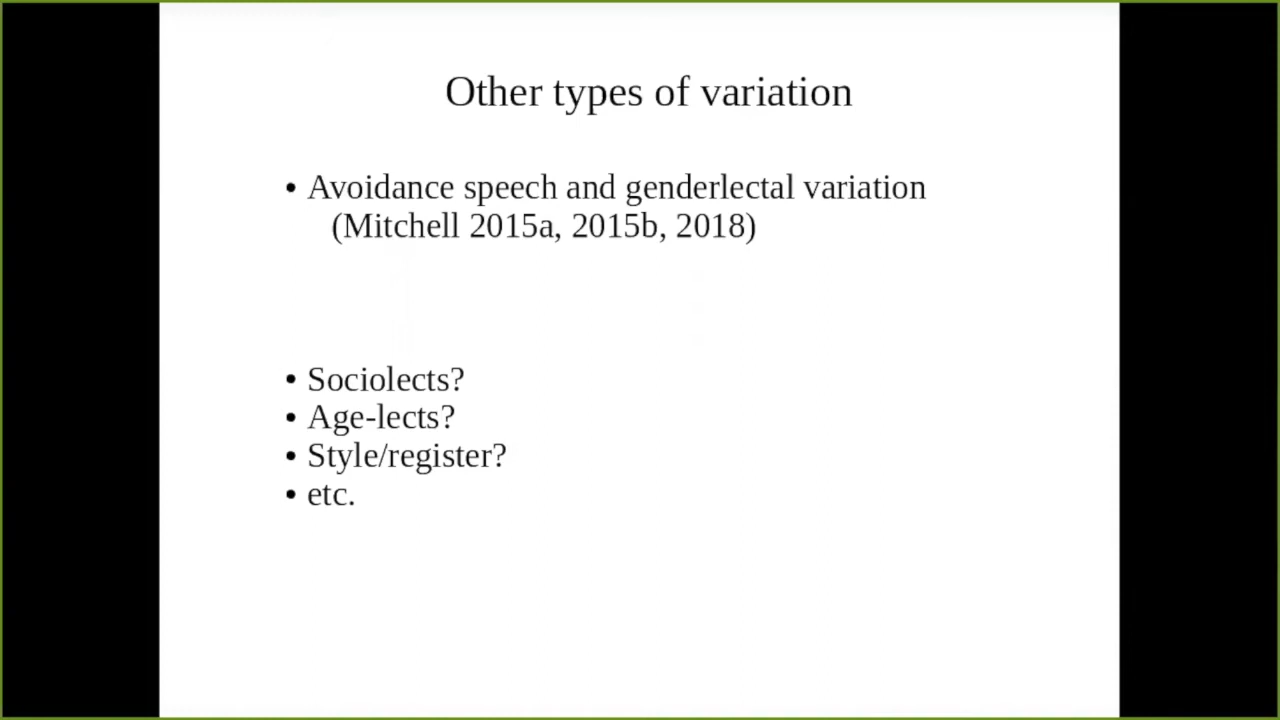 Other types of variation
• Avoidance speech and genderlectal variation
(Mitchell 2015a, 2015b, 2018)
• Sociolects?
• Age-lects?
• Style/register?
• etc.